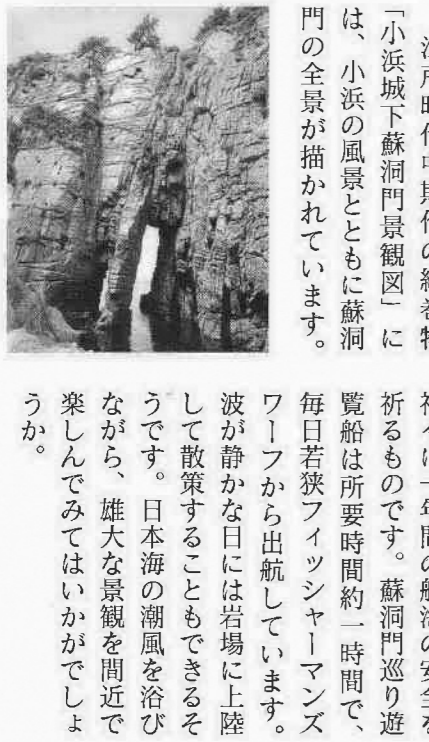 江戸時代中期作の絵巻物
「小浜城下蘇洞門景観図」に
は、小浜の風景とともに蘇洞
門の全景が描かれています。
は一年間の航海の安全を
祈るものです。蘇洞門巡り遊
覧船は所要時間約一時間で、
毎日若狭フィッシャーマンズ
ワーフから出航しています。
波が静かな日には岩場に上陸
して散策することもできるそ
うです。日本海の潮風を浴び
ながら、雄大な景観を間近で
楽しんでみてはいかがでしょ
うか。